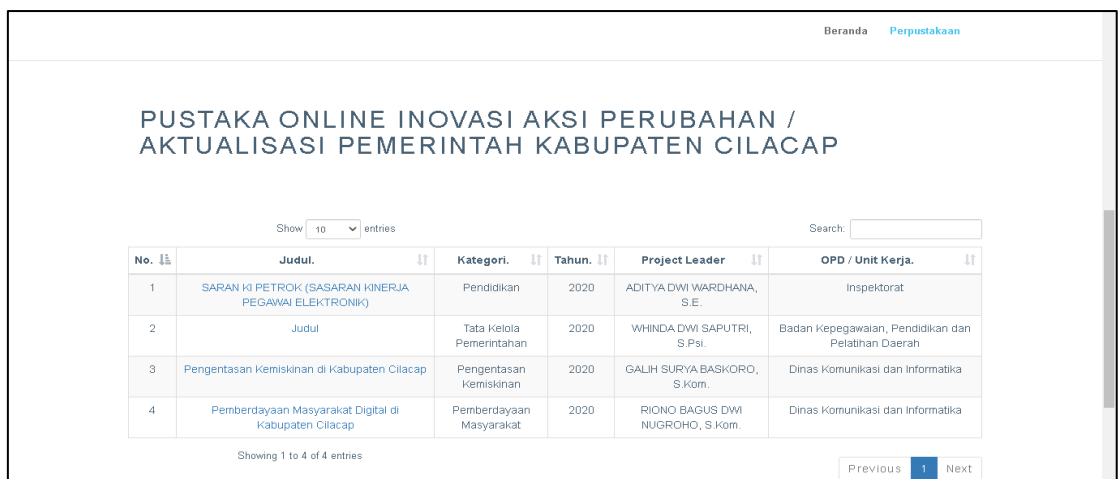 Beranda Perpustakaan
PUSTAKA ONLINE INOVASI AKSI PERUBAHAN /
AKTUALISASI PEMERINTAH KABUPATEN CILACAP
Show 10 entries Search:
No. Judul. Kategori. Tahun. Project Leader OPD / Unit Kerja.
1 SARAN KI PETROK (SASARAN KINERJA Pendidikan 2020 ADITYA DWI WARDHANA, Inspektorat
PEGAWAI ELEKTRONIK) S.E.
2 Judul Tata Kelola 2020 WHINDA DWI SAPUTRI, Badan Kepegawaian, Pendidikan dan
Pemerintahan S.Psi. Pelatihan Daerah
3 Pengentasan Kemiskinan di Kabupaten Cilacap Pengentasan 2020 GALIH SURYA BASKORO, Dinas Komunikasi dan Informatika
Kemiskinan S.Kom.
4 Pemberdayaan Masyarakat Digital di Pemberdayaan 2020 RIONO BAGUS DWI Dinas Komunikasi dan Informatika
Kabupaten Cilacap Masyarakat NUGROHO, S.Kom.
Showing 1 to 4 of 4 entries
Previous 1 Next